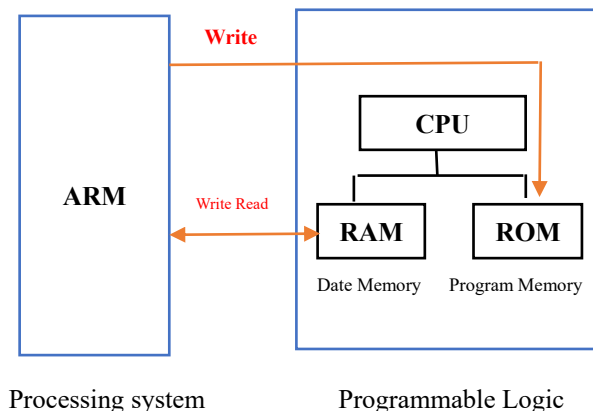 Write
CPU
ARM
Write Read
RAM
ROM
Date Memory
Program Memory
Processing system
Programmable Logic